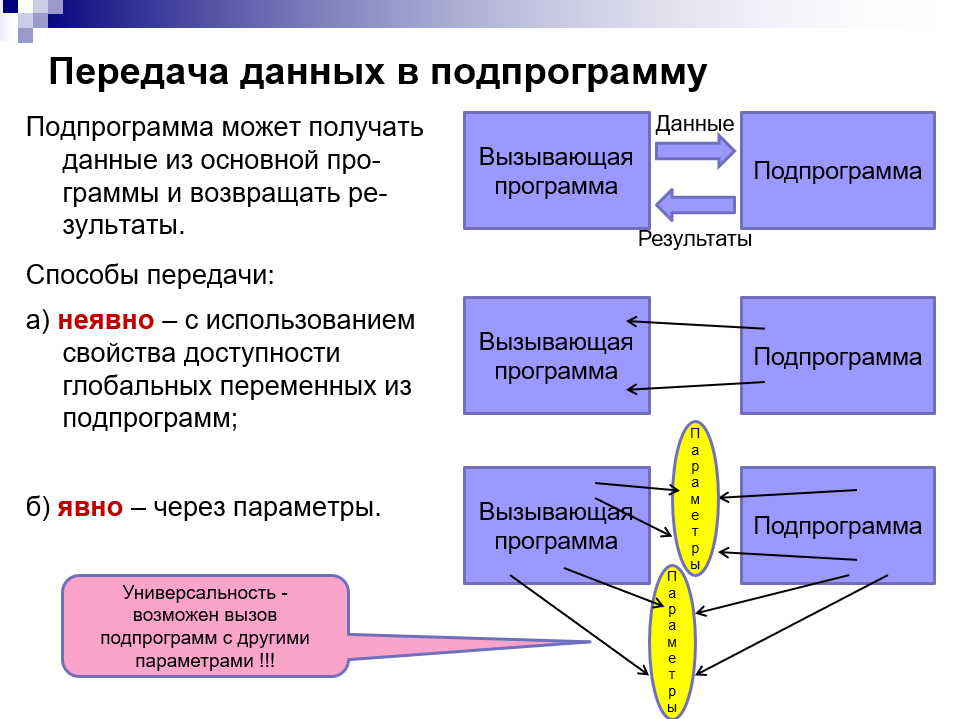 Передача данных в подпрограмму
Подпрограмма может получать
данные из основной про-
граммы и возвращать ре-
зультаты.
Способы передачи:
а) неявно – с использованием
свойства доступности
глобальных переменных из
подпрограмм;
б) явно – через параметры.
Универсальность -
возможен вызов
подпрограмм с другими
параметрами !!!
Вызывающая
программа
Данные
Результаты
Подпрограмма
Вызывающая
программа
Подпрограмма
Вызывающая
программа
Параметры
Подпрограмма
Параметры